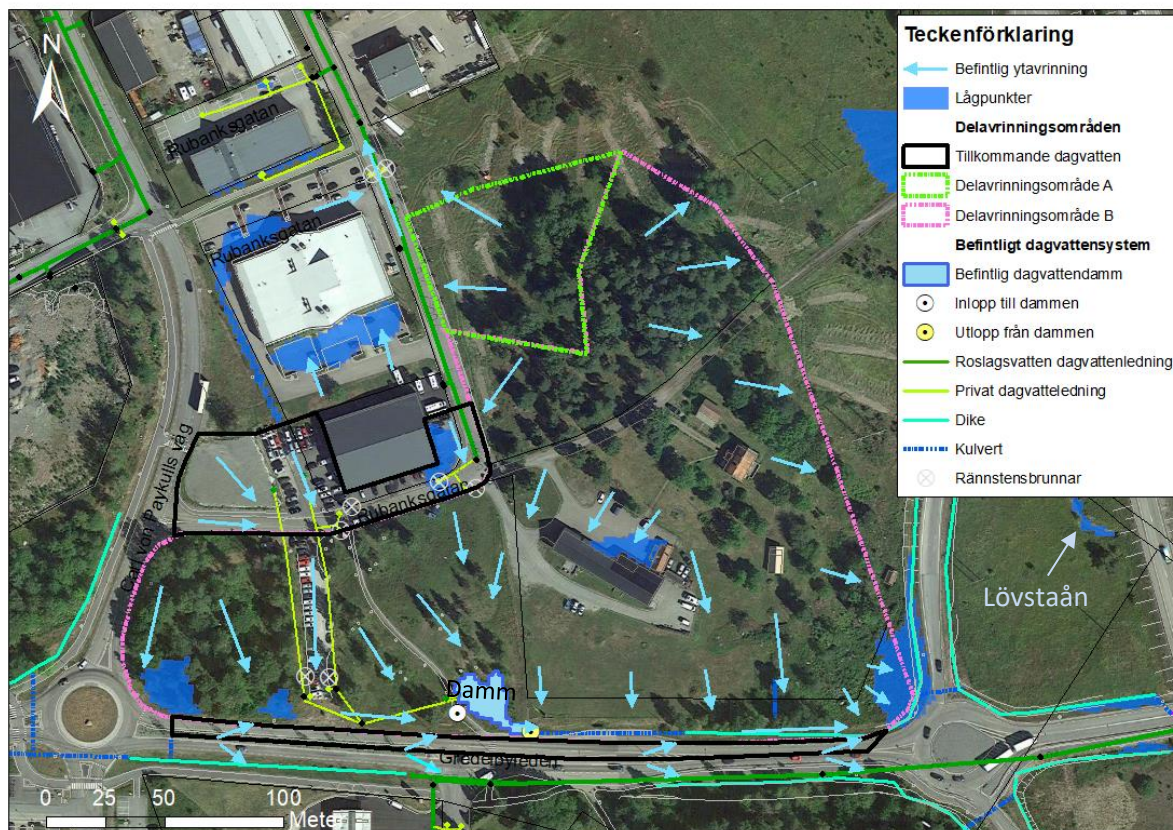 N
Rubanksgatan
Rubanksgatan
Carl von Paykulls väg
Rubanksgatan
Damm
Lövstaån
0 25 50 100
Meter
Teckenförklaring
Befintlig ytavrinning
Lågpunkter
Delavrinningsområden
Tillkommande dagvatten
Delavrinningsområde A
Delavrinningsområde B
Befintligt dagvattensystem
Befintlig dagvattendamm
Inlopp till dammen
Utlopp från dammen
Roslagsvatten dagvattenledning
Privat dagvatteledning
Dike
Kulvert
Rännstensbrunnar